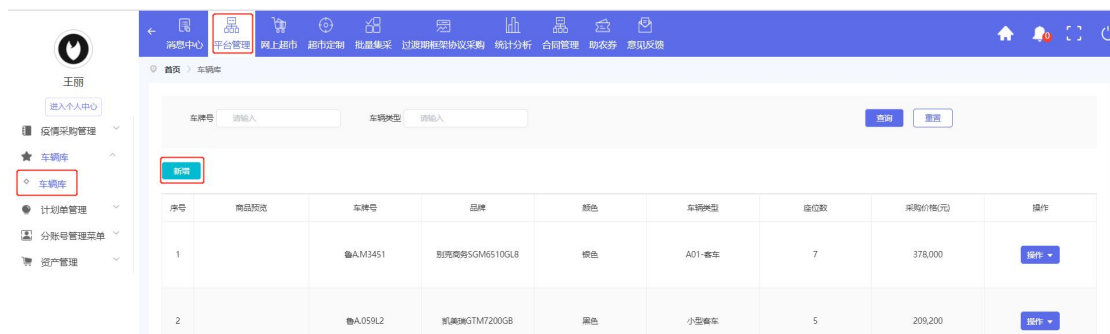 消息中心 平台管理 网上超市 超市定制 批量集采 过渡期框架协议采购 统计分析 合同管理 助农券 意见反馈
首页 > 车辆库
王丽
进入个人中心
疫情采购管理
车辆库
车辆库
计划单管理
分账号管理菜单
资产管理
车牌号 请输入 车辆类型 请输入 查询 重置
新增
序号 商品预览 车牌号 品牌 颜色 车辆类型 座位数 采购价格(元) 操作
1 鲁A.M3451 别克商务SGM6510GL8 银色 A01-客车 7 378,000 操作
2 鲁A.059L2 凯美瑞GTM7200GB 黑色 小型客车 5 209,200 操作